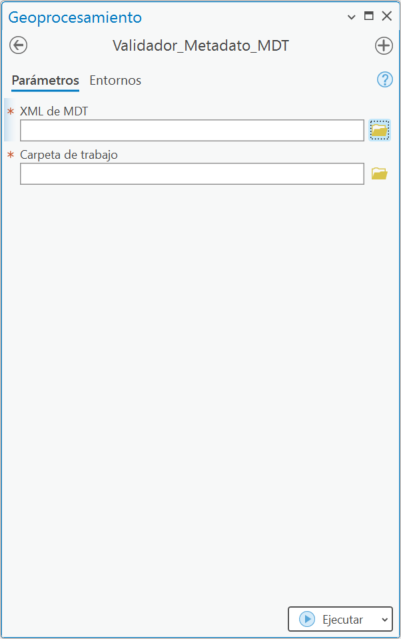 Geoprocesamiento
Validador_Metadato_MDT
Parámetros Entornos
* XML de MDT
* Carpeta de trabajo
Ejecutar